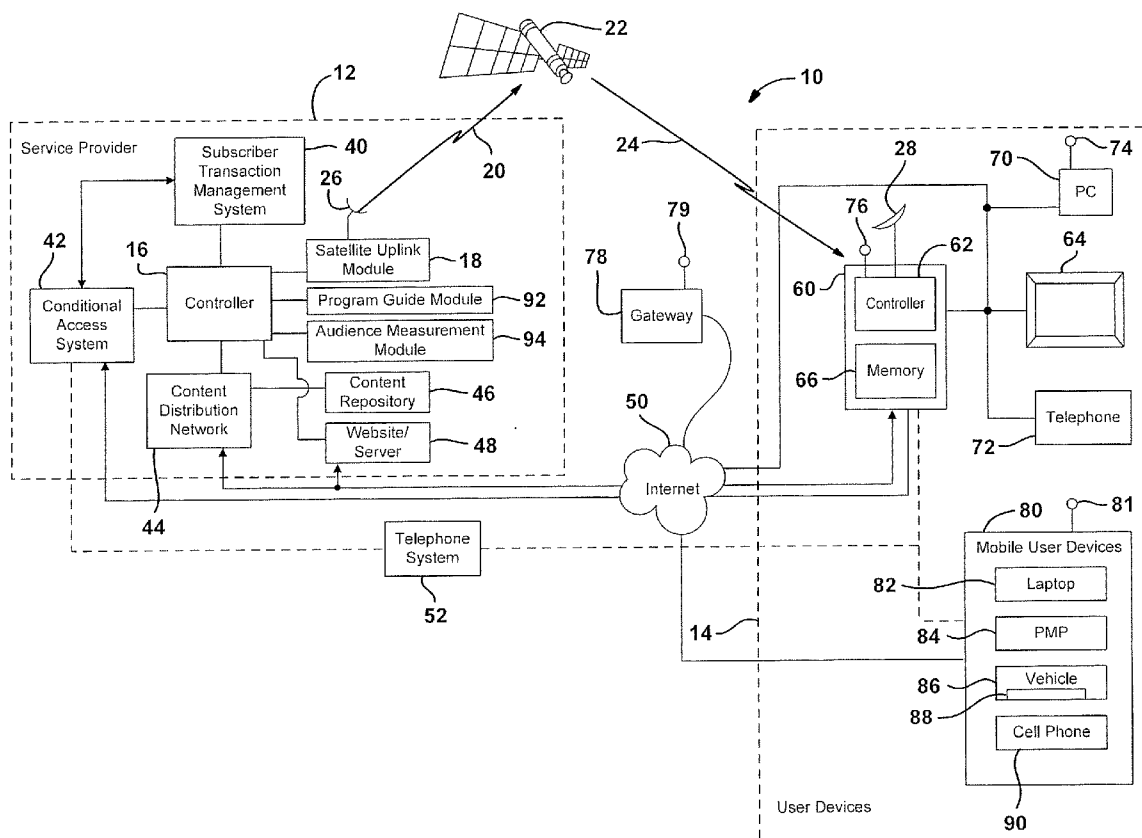 22
12
10
Service Provider
40
Subscriber
Transaction
Management
System
20
24
26
28
74
70
PC
42
16
76
62
64
79
Satellite Uplink
Module
18
78
60
Controller
Conditional
Access
System
Controller
Program Guide Module
92
Gateway
Audience Measurement
Module
94
66
Memory
Content
Distribution
Network
Content
Repository
46
50
Telephone
72
Website/
Server
48
44
Internet
80
81
Telephone
System
52
Mobile User Devices
82
Laptop
14
84
PMP
86
Vehicle
88
Cell Phone
90
User Devices